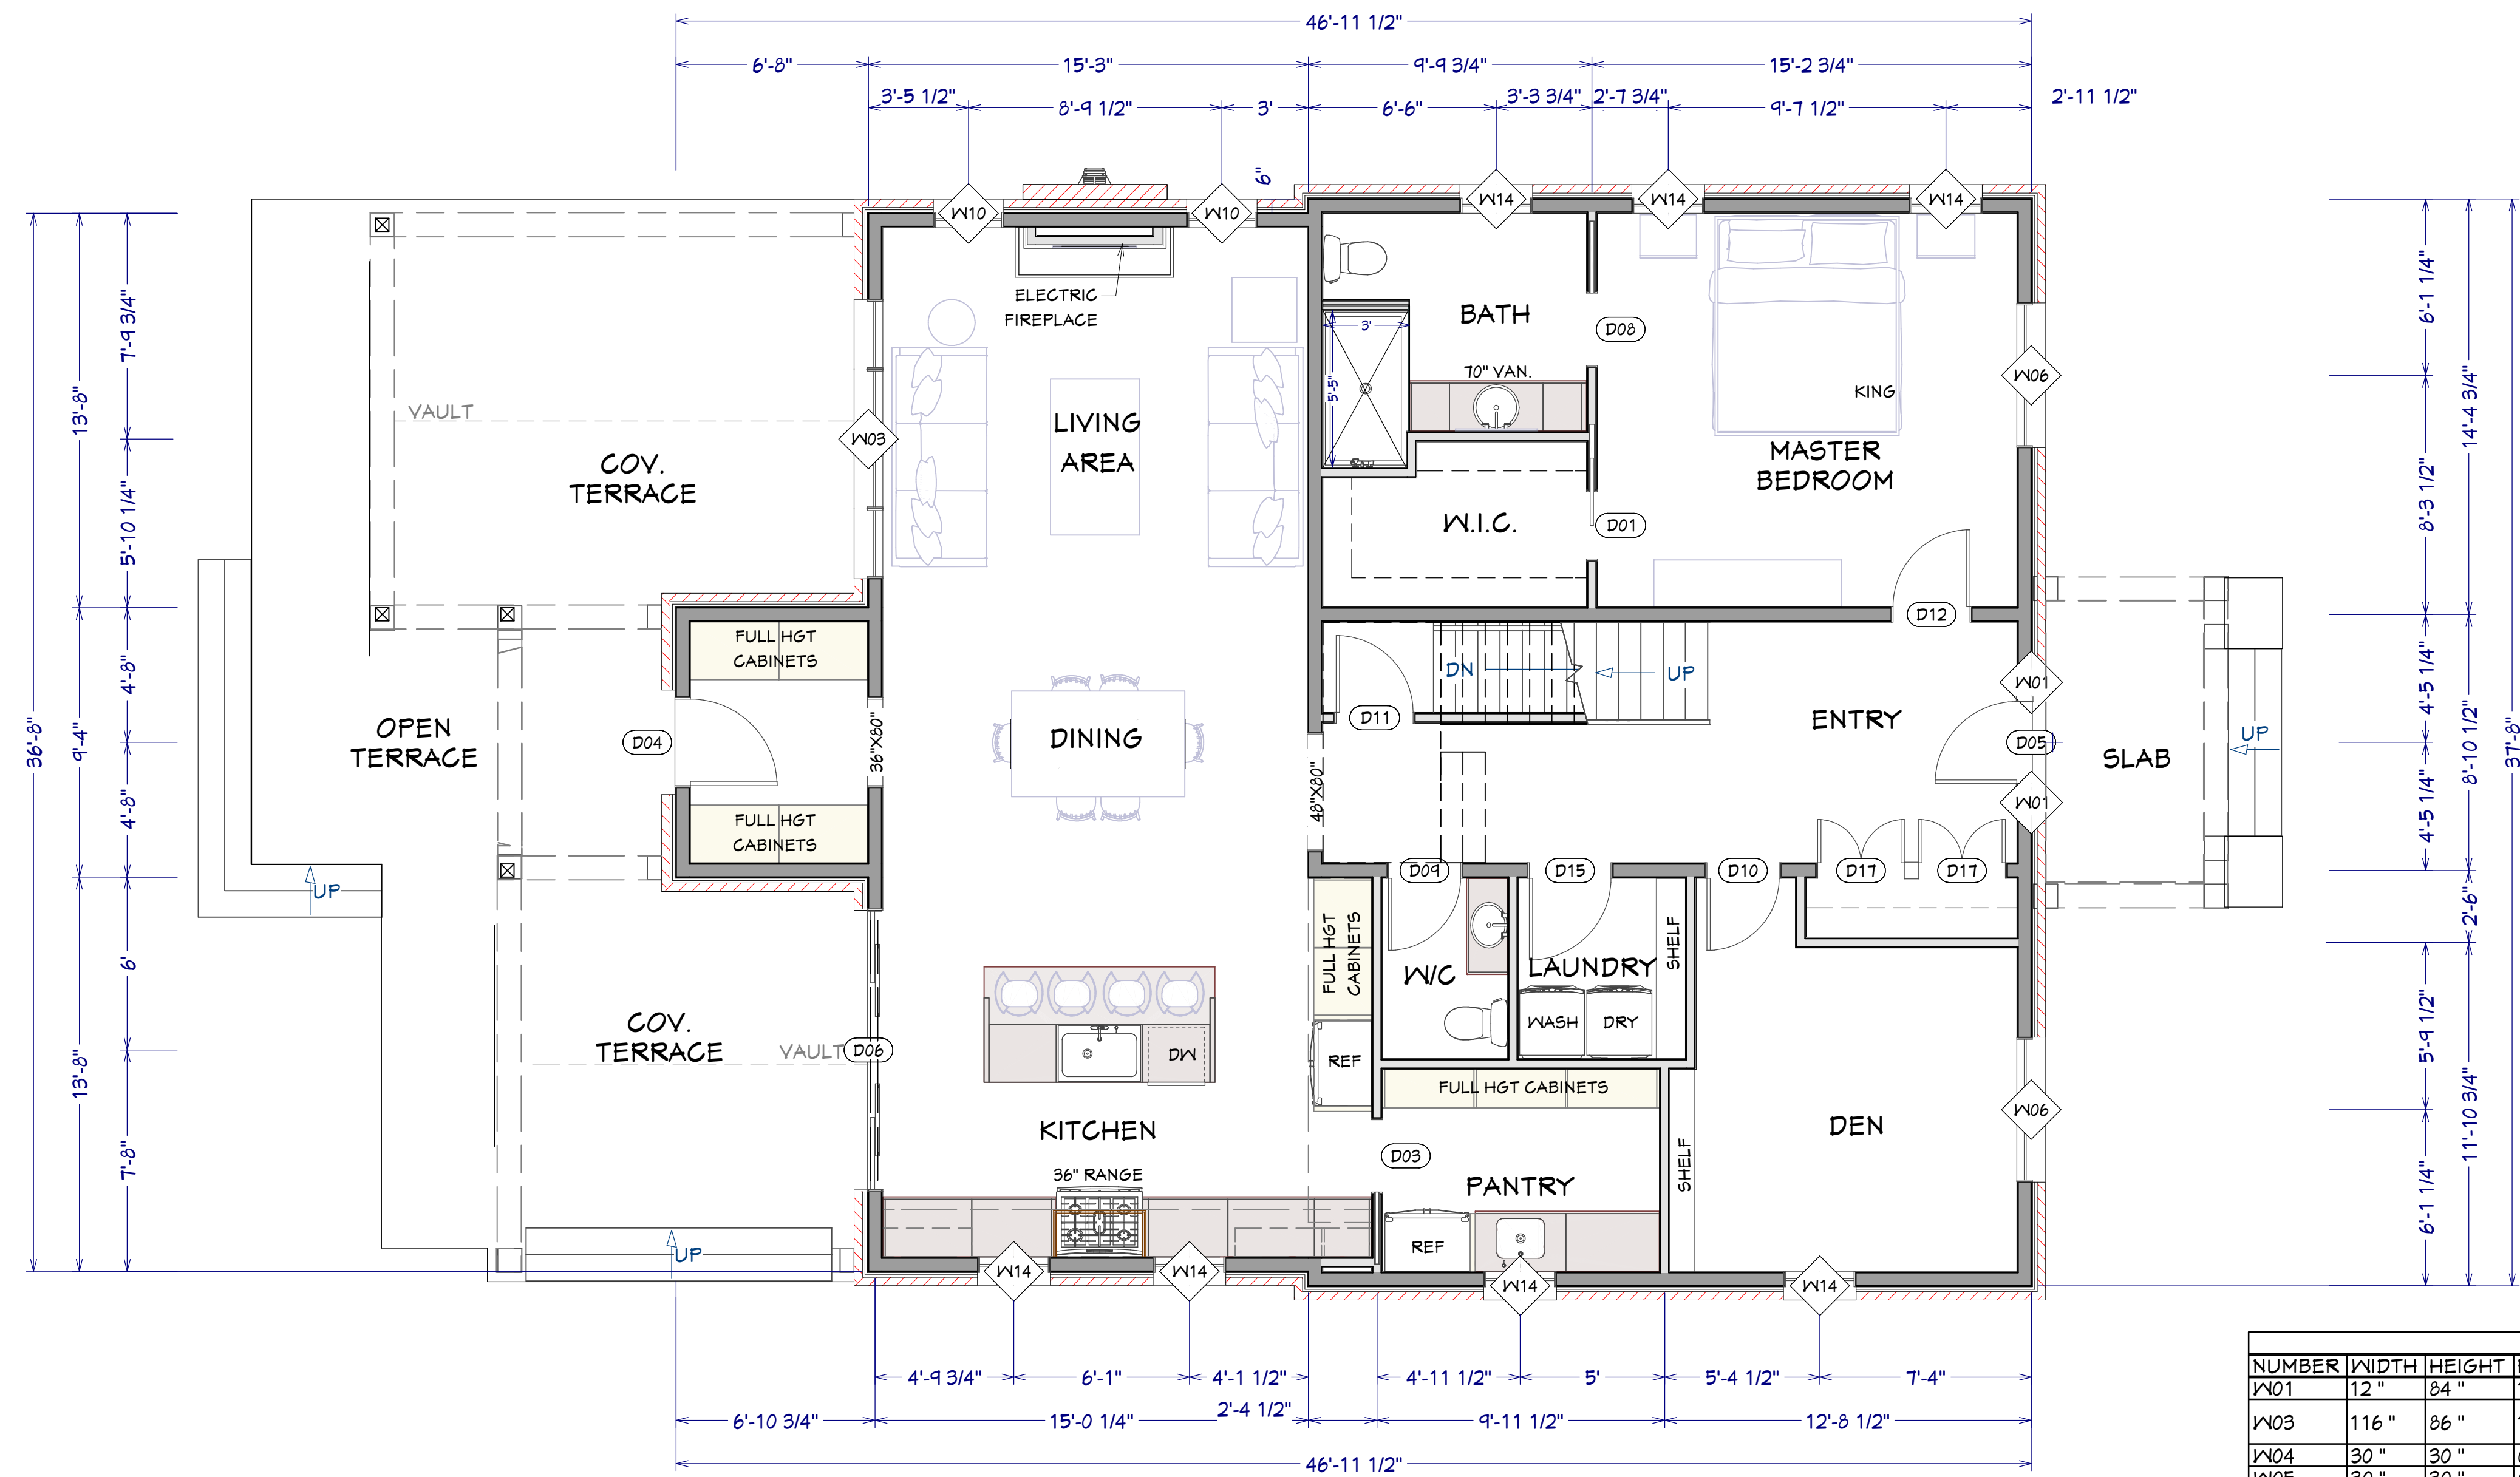 46'-11 1/2"
6'-8"
15'-3"
9'-9 3/4"
15'-2 3/4"
3'-5 1/2"
8'-9 1/2"
3'
6'-6"
3'-3 3/4"
2'-7 3/4"
9'-7 1/2"
2'-11 1/2"
6"
W10
W10
W14
W14
W14
ELECTRIC
FIREPLACE
BATH
D08
3'
5'-5"
70" VAN.
KING
W06
VAULT
W03
LIVING
AREA
COV.
TERRACE
MASTER
BEDROOM
W.I.C.
D01
D12
FULL HGT
CABINETS
DN
UP
W01
D11
ENTRY
OPEN
TERRACE
D04
36"X80"
DINING
48"X80"
D05
SLAB
UP
W01
FULL HGT
CABINETS
D09
D15
D10
D17
D17
UP
FULL HGT
CABINETS
W/C
LAUNDRY
SHELF
COV.
TERRACE
VAULT
D06
DW
REF
WASH
DRY
FULL HGT CABINETS
W06
KITCHEN
DEN
D03
SHELF
36" RANGE
PANTRY
UP
REF
W14
W14
W14
W14
36'-8"
13'-8"
9'-4"
13'-8"
7'-9 3/4"
5'-10 1/4"
4'-8"
4'-8"
6'
7'-8"
6'-1 1/4"
8'-3 1/2"
4'-5 1/4"
4'-5 1/4"
5'-9 1/2"
6'-1 1/4"
14'-4 3/4"
8'-10 1/2"
2'-6"
11'-10 3/4"
37'-8"
4'-9 3/4"
6'-1"
4'-1 1/2"
4'-11 1/2"
5'
5'-4 1/2"
7'-4"
6'-10 3/4"
15'-0 1/4"
2'-4 1/2"
9'-11 1/2"
12'-8 1/2"
46'-11 1/2"
NUMBER WIDTH HEIGHT
W01 12 " 84 "
W03 116 " 86 "
W04 30 " 30 "